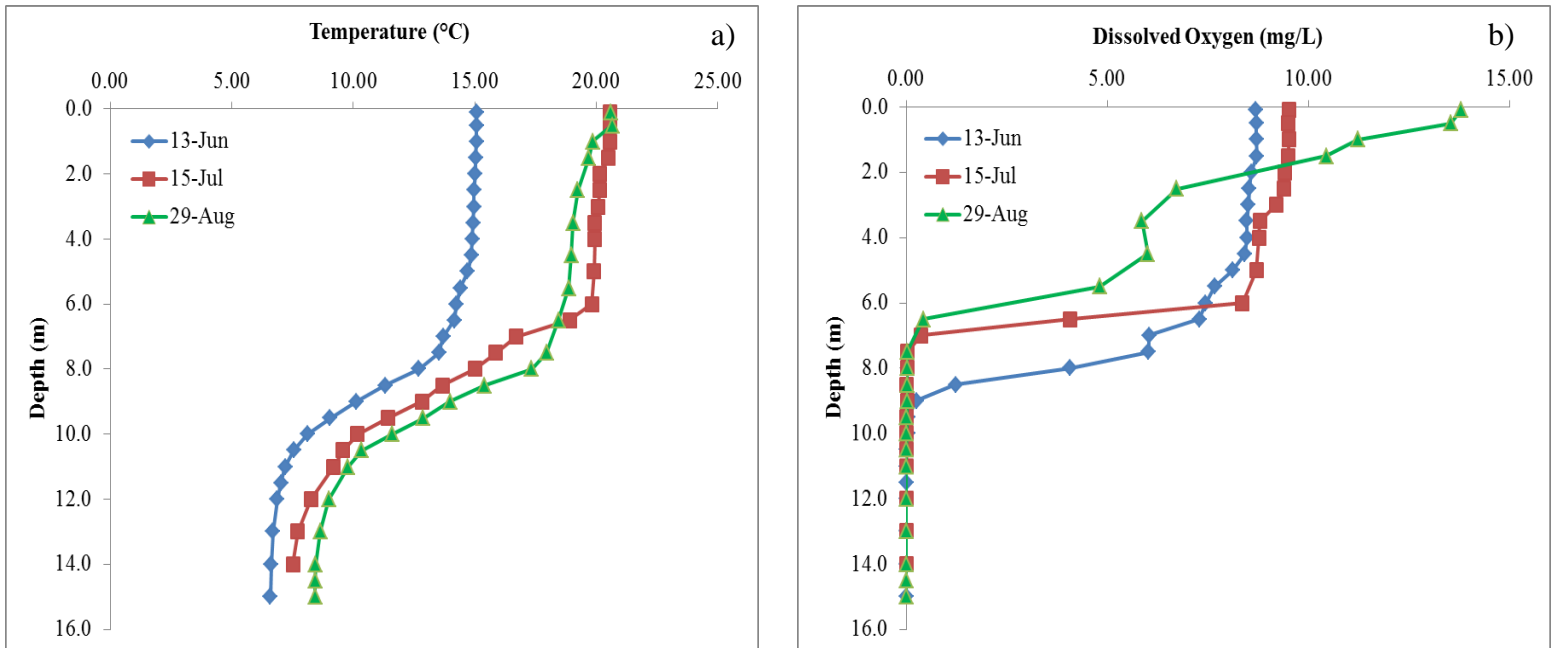 Temperature (°C)
a)
0.00 5.00 10.00 15.00 20.00 25.00
0.0
2.0
4.0
6.0
8.0
10.0
12.0
14.0
16.0
Depth (m)
13-Jun
15-Jul
29-Aug
Dissolved Oxygen (mg/L)
b)
0.00 5.00 10.00 15.00
0.0
2.0
4.0
6.0
8.0
10.0
12.0
14.0
16.0
Depth (m)
13-Jun
15-Jul
29-Aug